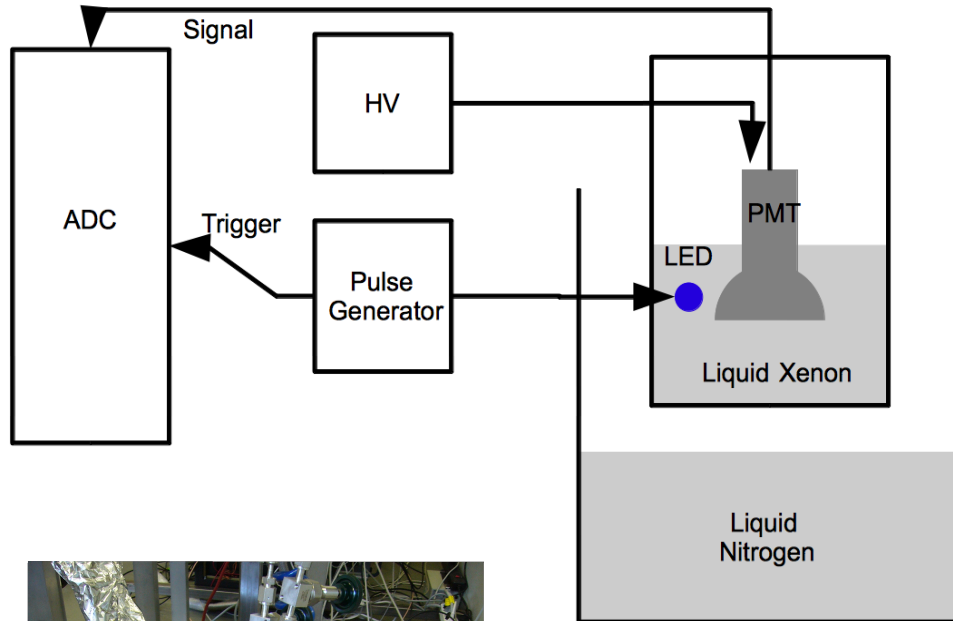 Signal
HV
ADC
Trigger
PMT
LED
Pulse
Generator
Liquid Xenon
Liquid
Nitrogen